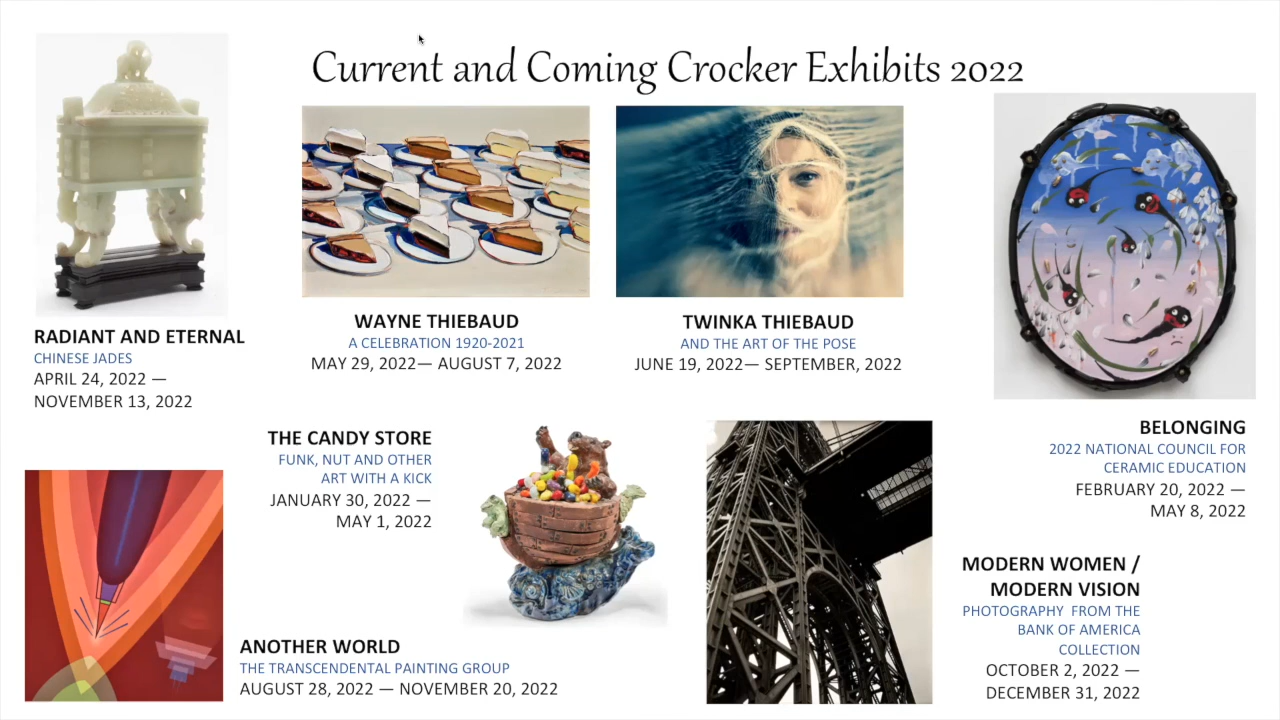 Current and Coming Crocker Exhibits 2022
RADIANT AND ETERNAL
CHINESE JADES
APRIL 24, 2022 —
NOVEMBER 13, 2022
WAYNE THIEBAUD
A CELEBRATION 1920-2021
MAY 29, 2022— AUGUST 7, 2022
TWINKA THIEBAUD
AND THE ART OF THE POSE
JUNE 19, 2022— SEPTEMBER, 2022
BELONGING
2022 NATIONAL COUNCIL FOR
CERAMIC EDUCATION
FEBRUARY 20, 2022 —
MAY 8, 2022
THE CANDY STORE
FUNK, NUT AND OTHER
ART WITH A KICK
JANUARY 30, 2022 —
MAY 1, 2022
ANOTHER WORLD
THE TRANSCENDENTAL PAINTING GROUP
AUGUST 28, 2022 — NOVEMBER 20, 2022
MODERN WOMEN /
MODERN VISION
PHOTOGRAPHY FROM THE
BANK OF AMERICA
COLLECTION
OCTOBER 2, 2022 —
DECEMBER 31, 2022